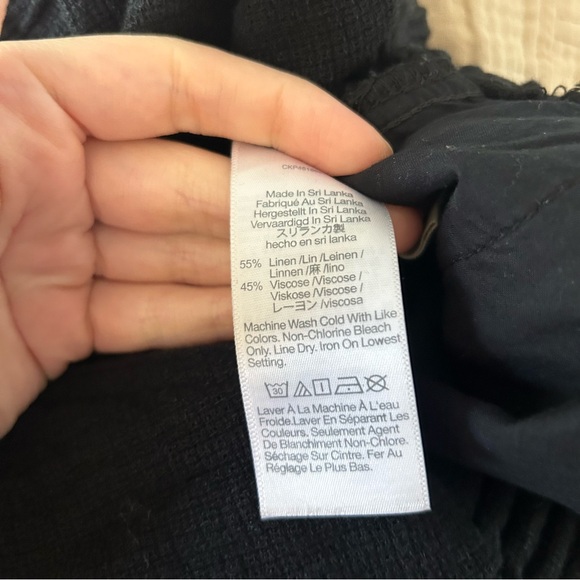 Made In Sri Lanka
Fabriqué Au Sri Lanka
Hergestellt In Sri Lanka
Vervaardigd In Sri Lanka
スリランカ製
hecho en sri lanka
55% Linen /Lin /Leinen /
Linnen /麻 /lino
45% Viscose /Viscose /
Viskose /Viscose /
レーヨン /viscosa
Machine Wash Cold With Like
Colors. Non-Chlorine Bleach
Only. Line Dry. Iron On Lowest
Setting.
30
Laver À La Machine À L'eau
Froide.Laver En Séparant Les
Couleurs. Seulement Agent
De Blanchiment Non-Chlore.
Séchage Sur Cintre. Fer Au
Réglage Le Plus Bas.